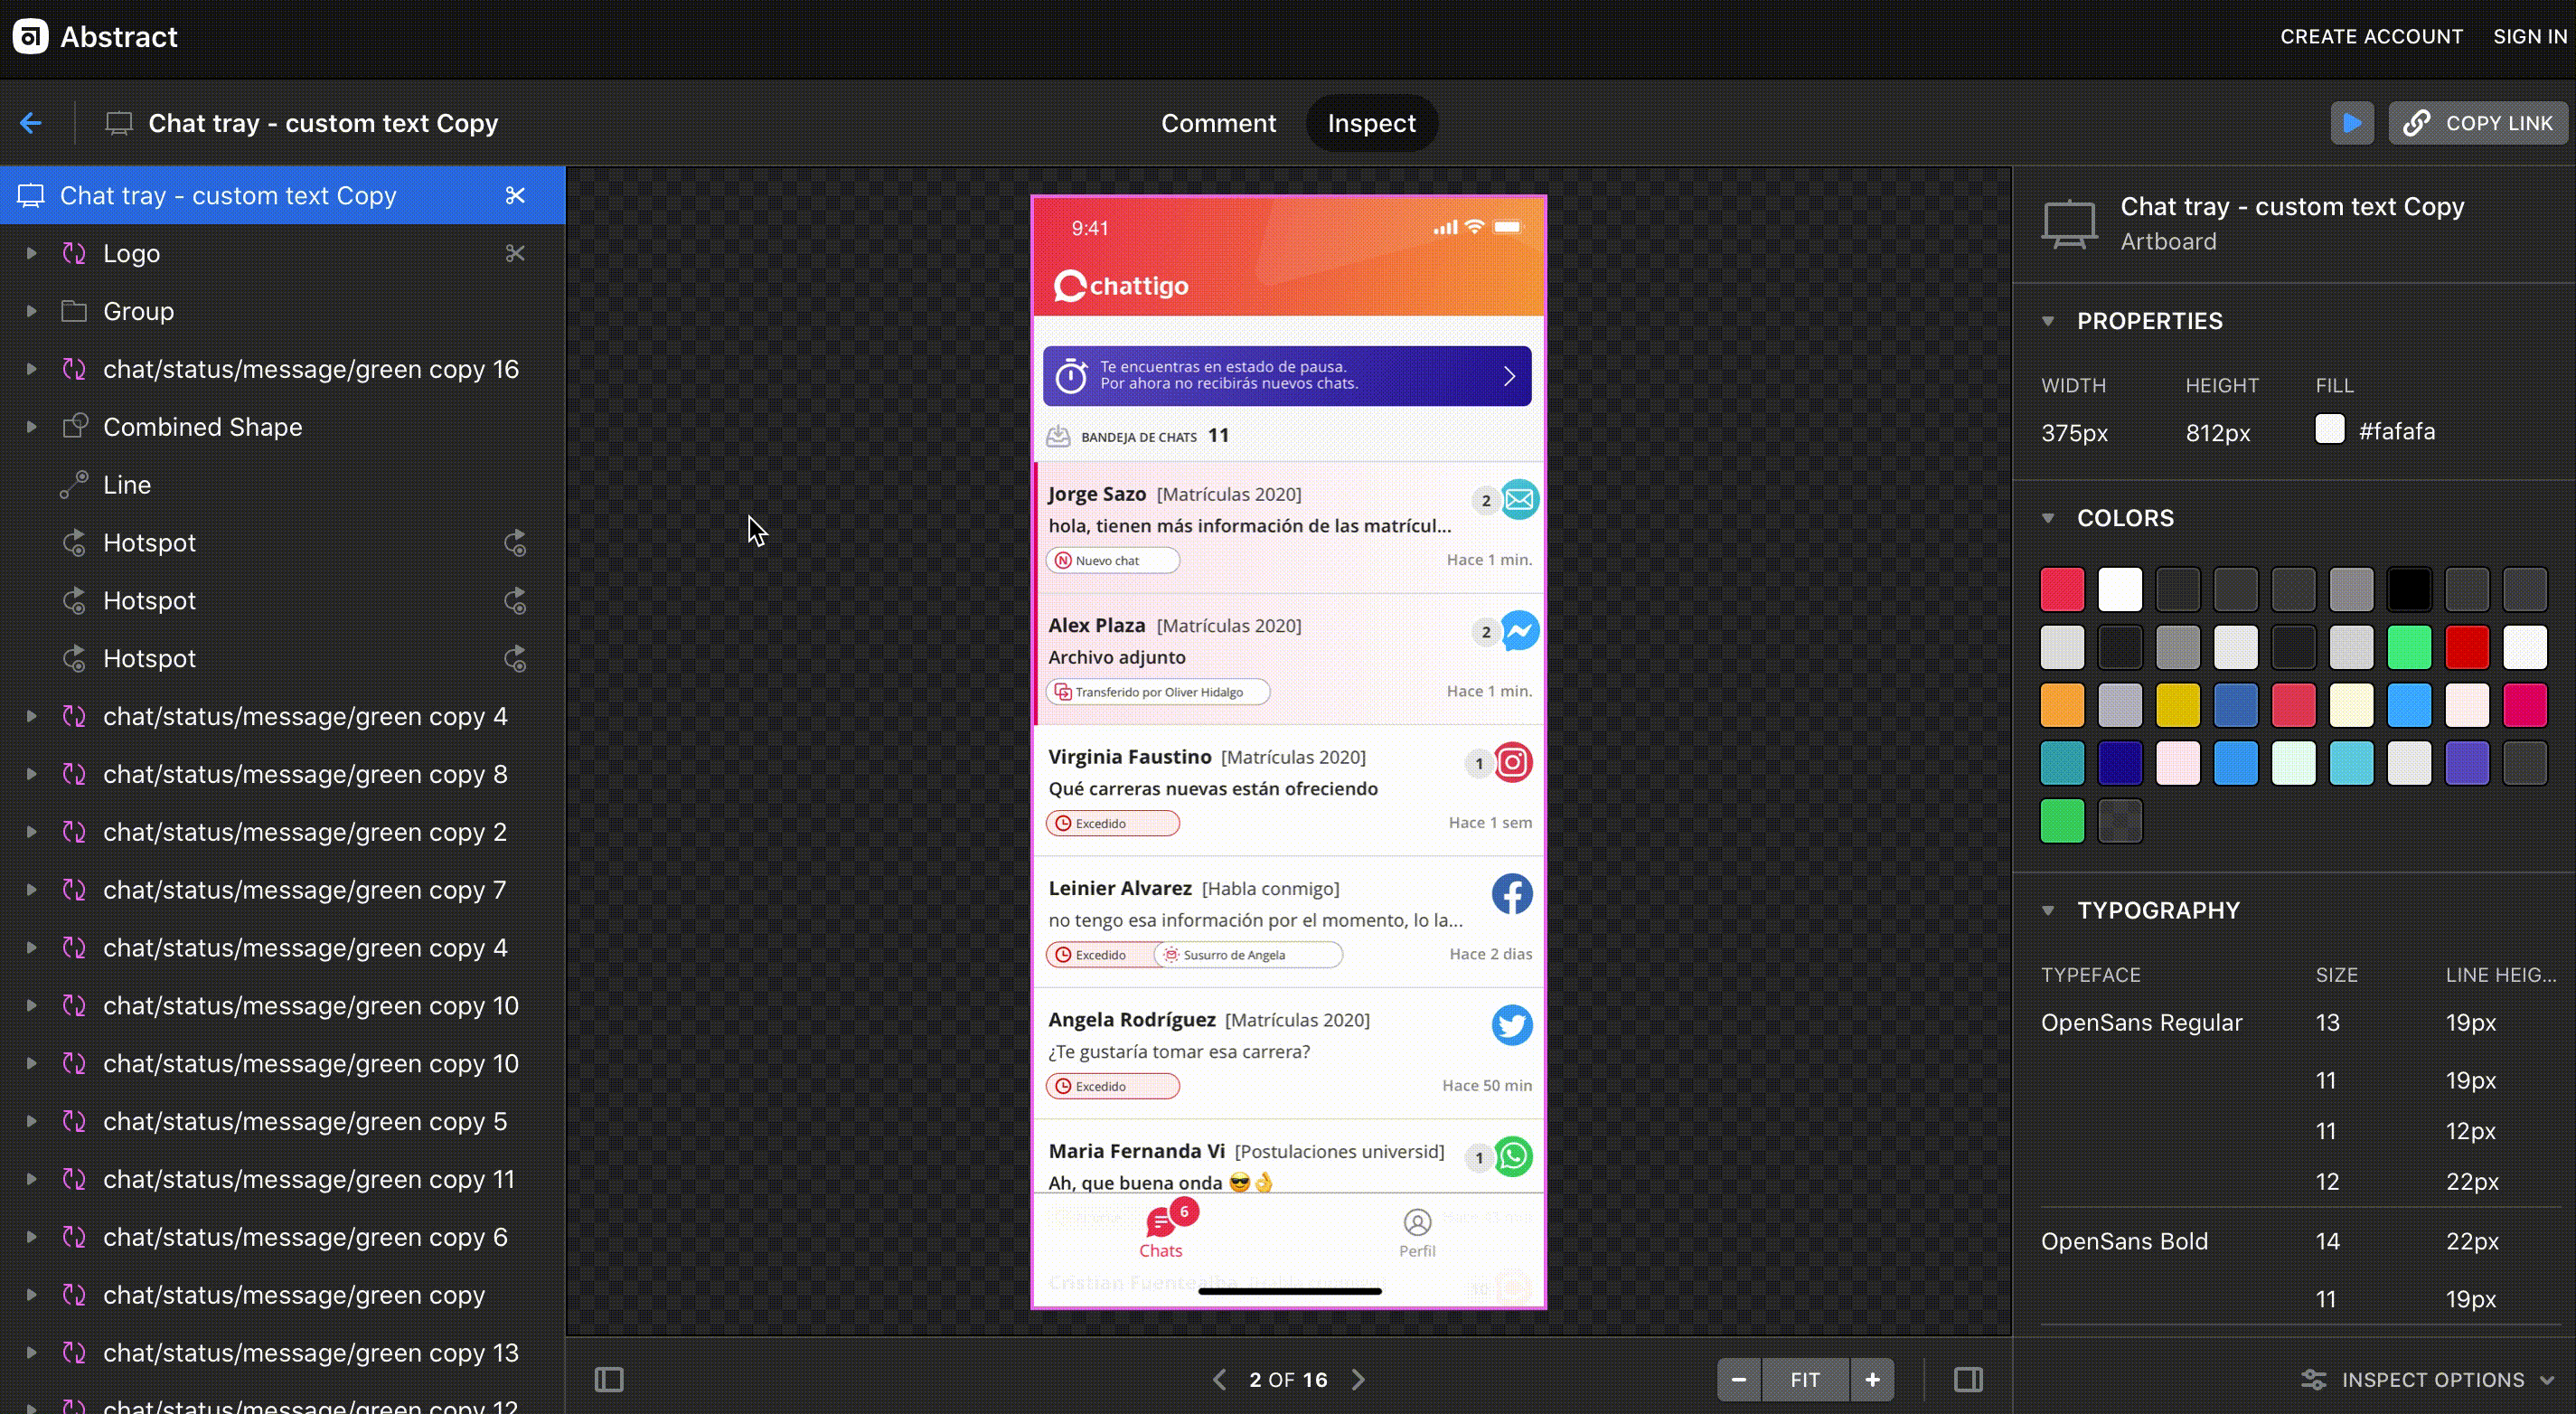 Abstract
CREATE ACCOUNT
SIGN IN
Chat tray - custom text Copy
Comment
Inspect
COPY LINK
Chat tray - custom text Copy
Logo
Group
chat/status/message/green copy 16
Combined Shape
Line
Hotspot
Hotspot
Hotspot
chat/status/message/green copy 4
chat/status/message/green copy 8
chat/status/message/green copy 2
chat/status/message/green copy 7
chat/status/message/green copy 4
chat/status/message/green copy 10
chat/status/message/green copy 10
chat/status/message/green copy 5
chat/status/message/green copy 11
chat/status/message/green copy 6
chat/status/message/green copy
chat/status/message/green copy 13
chat/status/message/green copy 12
9:41
chattigo
Te encuentras en estado de pausa.
Por ahora no recibirás nuevos chats.
BANDEJA DE CHATS 11
Jorge Sazo [Matrículas 2020]
2
hola, tienen más información de las matrícul...
N Nuevo chat
Hace 1 min.
Alex Plaza [Matrículas 2020]
2
Archivo adjunto
Transferido por Oliver Hidalgo
Hace 1 min.
Virginia Faustino [Matrículas 2020]
1
Qué carreras nuevas están ofreciendo
Excedido
Hace 1 sem
Leinier Alvarez [Habla conmigo]
no tengo esa información por el momento, lo la...
Excedido
Susurro de Angela
Hace 2 dias
Angela Rodríguez [Matrículas 2020]
¿Te gustaría tomar esa carrera?
Excedido
Hace 50 min
Maria Fernanda Vi [Postulaciones universid]
1
Ah, que buena onda 😎👌
6
Chats
Perfil
Cristian Fuentealba [Habla conmigo]
10
2 OF 16
FIT
Chat tray - custom text Copy
Artboard
PROPERTIES
WIDTH HEIGHT FILL
375px 812px #fafafa
COLORS
TYPOGRAPHY
TYPEFACE SIZE LINE HEIG...
OpenSans Regular 13 19px
11 19px
11 12px
12 22px
OpenSans Bold 14 22px
11 19px
INSPECT OPTIONS